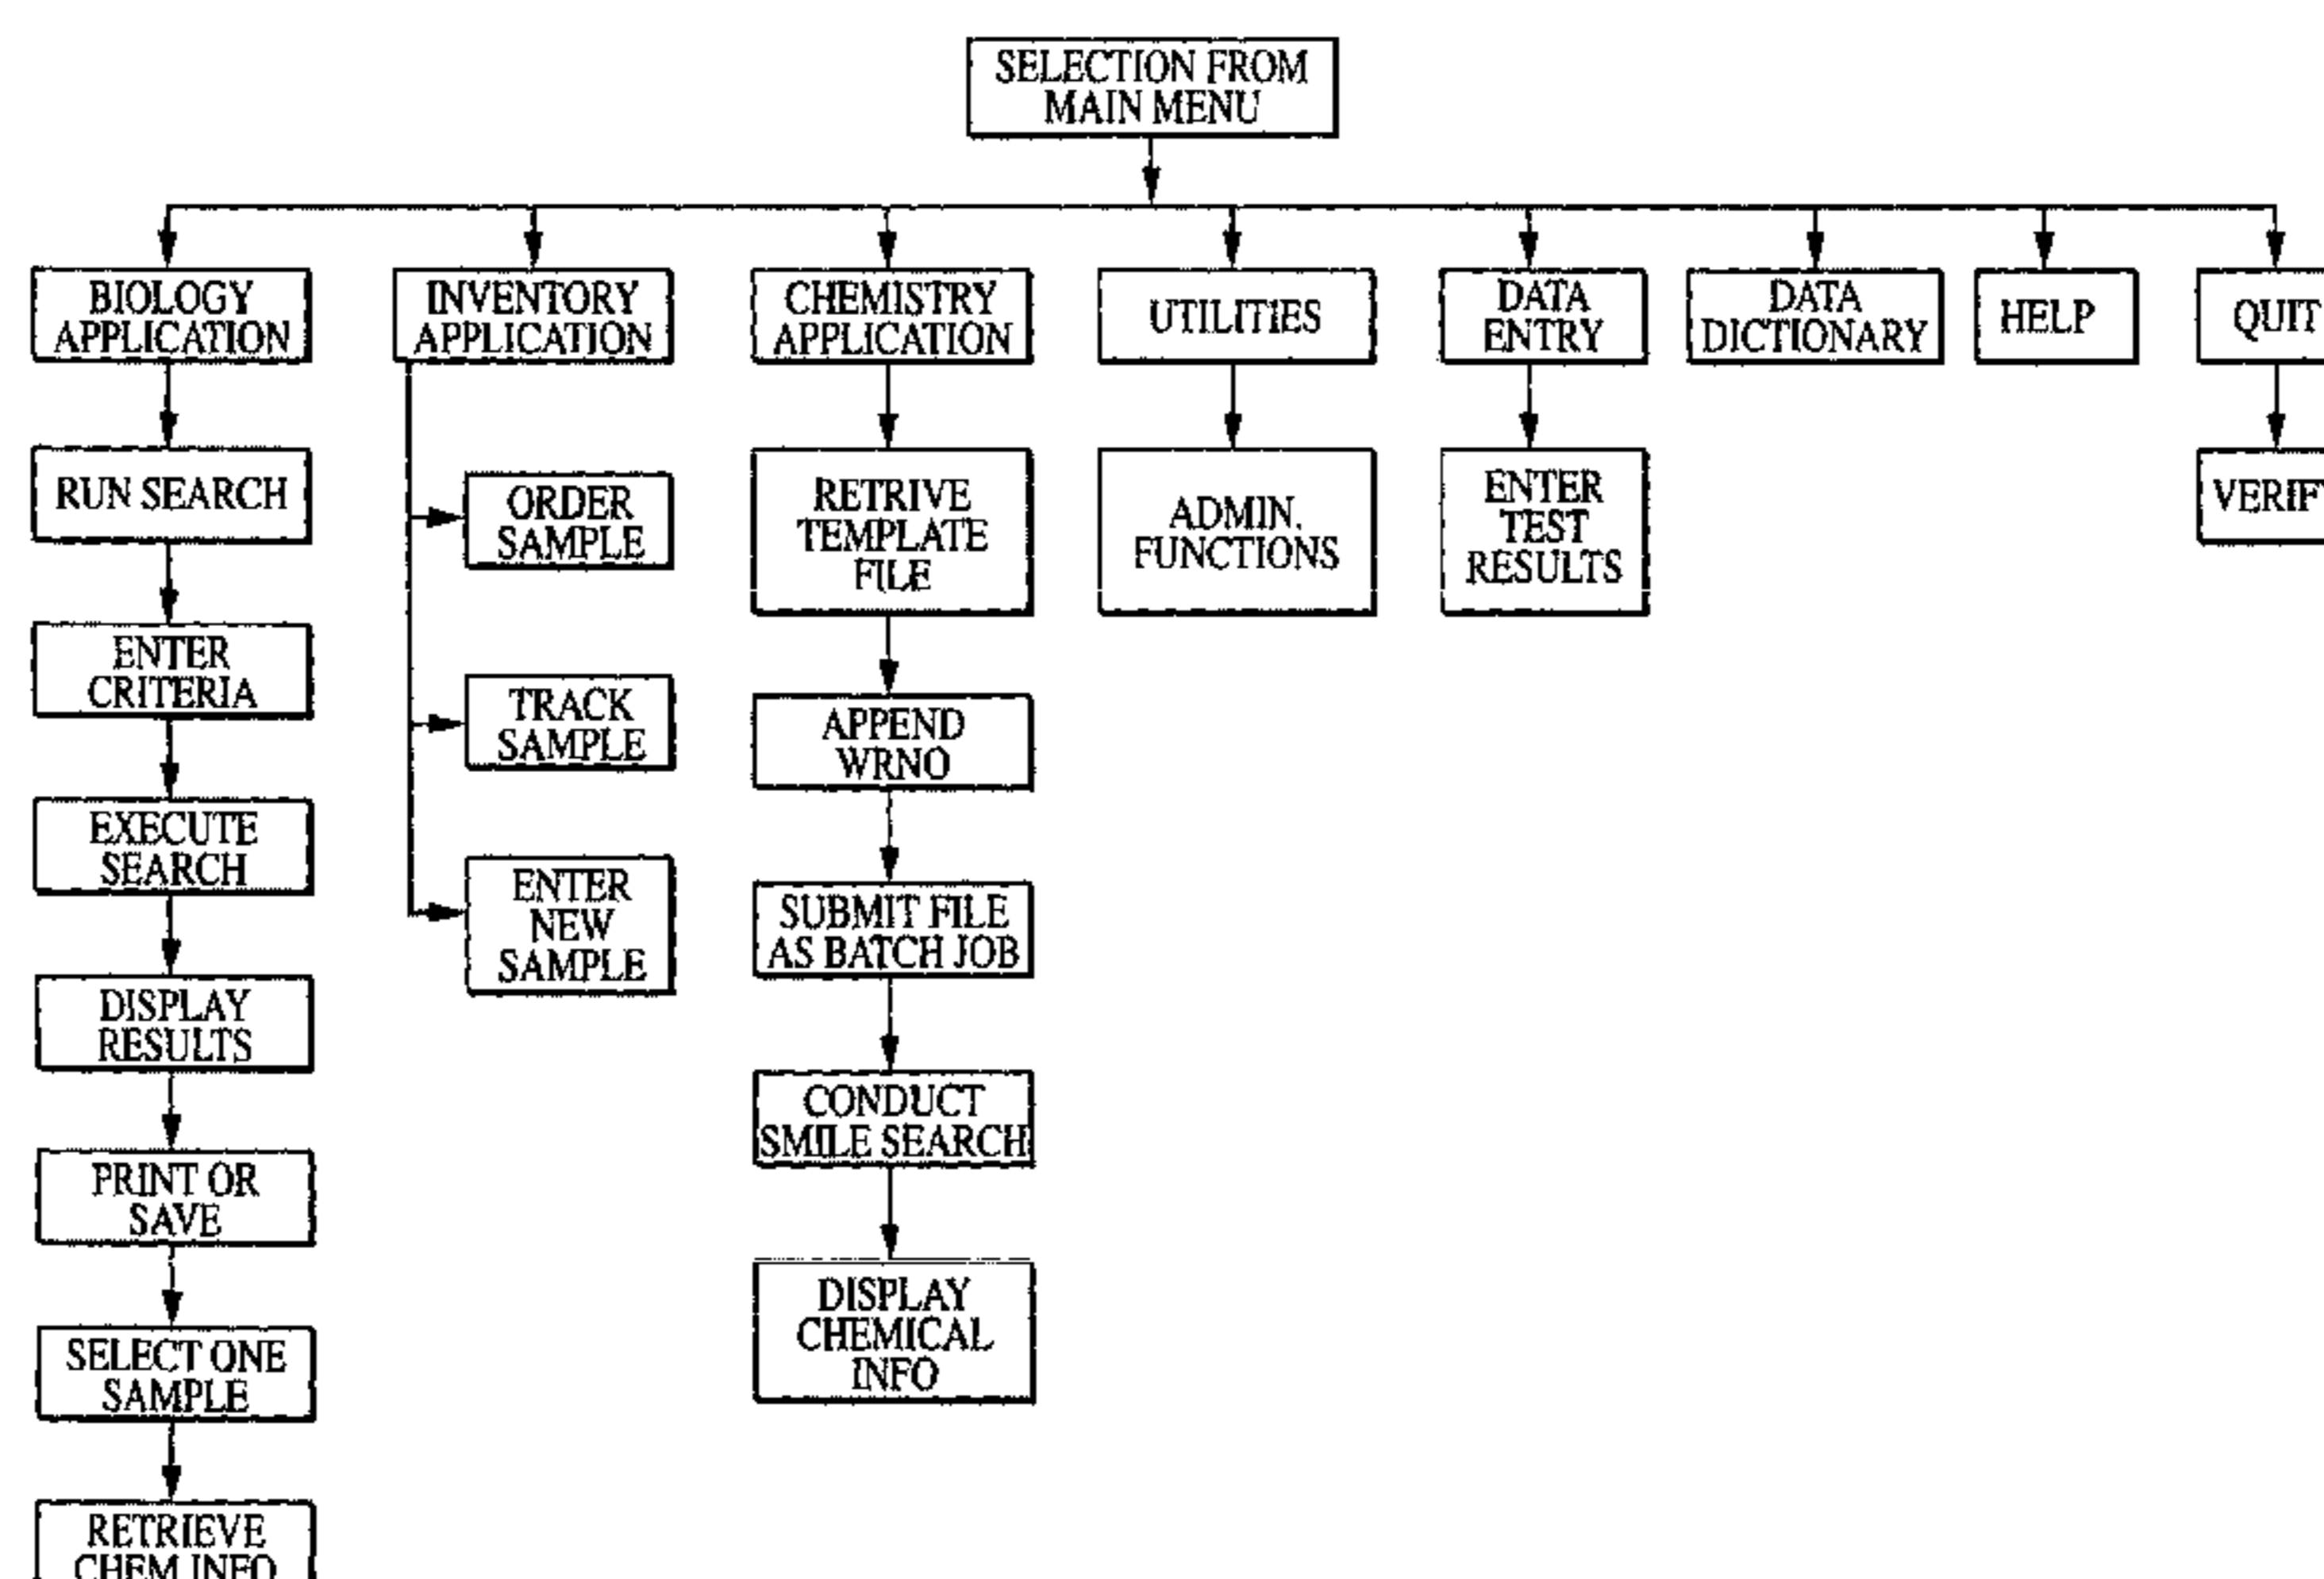 SELECTION FROM
MAIN MENU
BIOLOGY
APPLICATION
INVENTORY
APPLICATION
CHEMISTRY
APPLICATION
UTILITIES
DATA
ENTRY
DATA
DICTIONARY
HELP
QUIT
RUN SEARCH
ENTER
CRITERIA
EXECUTE
SEARCH
DISPLAY
RESULTS
PRINT OR
SAVE
SELECT ONE
SAMPLE
RETRIEVE
CHEM INFO
ORDER
SAMPLE
TRACK
SAMPLE
ENTER
NEW
SAMPLE
RETRIVE
TEMPLATE
FILE
APPEND
WRNO
SUBMIT FILE
AS BATCH JOB
CONDUCT
SMILE SEARCH
DISPLAY
CHEMICAL
INFO
ADMIN.
FUNCTIONS
ENTER
TEST
RESULTS